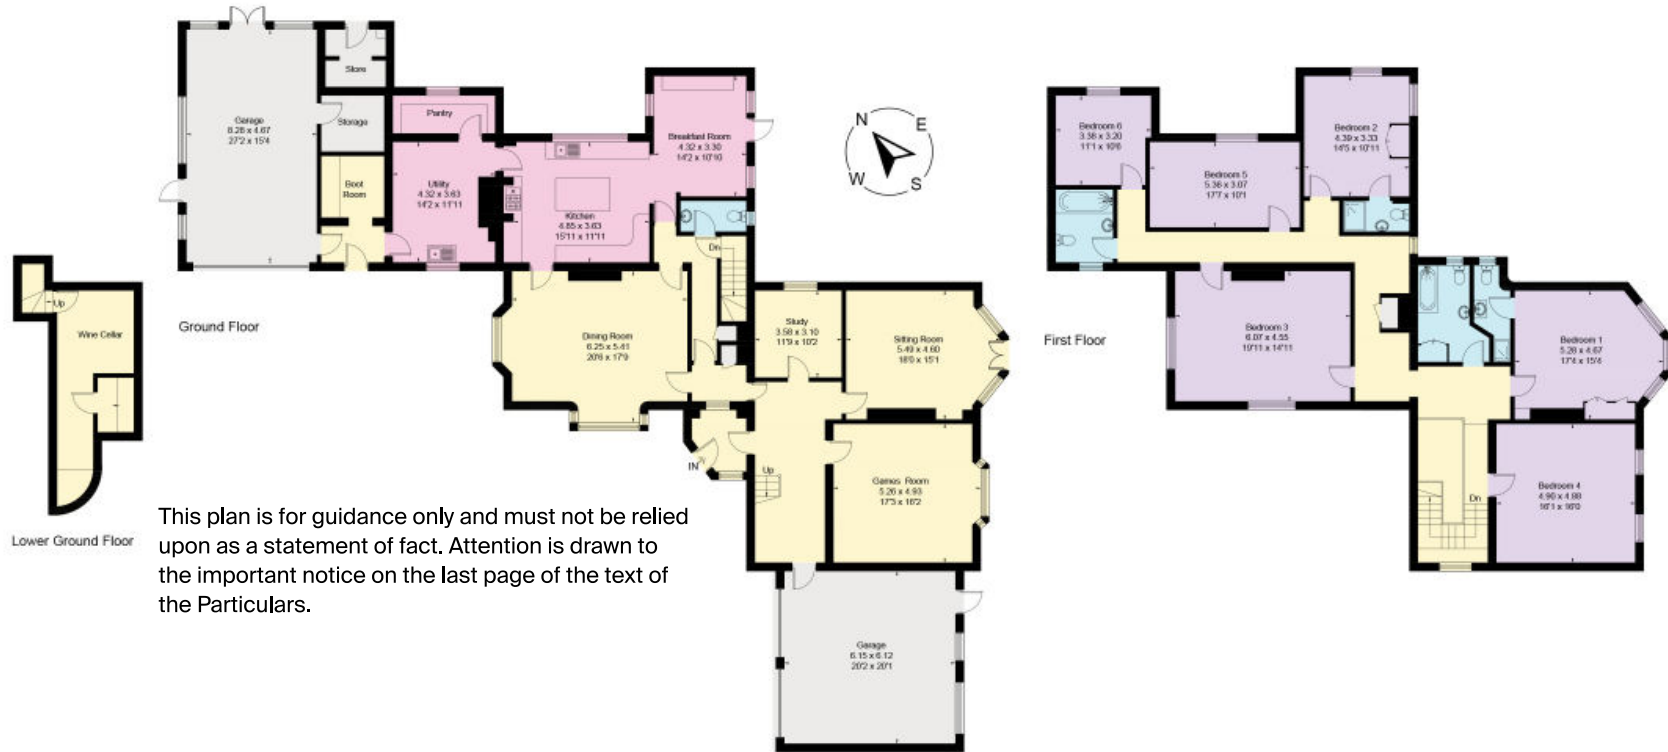 Garage
8.28 x 4.67
27'2 x 15'4
Store
Storage
Boot
Room
Pantry
Utility
4.32 x 3.63
14'2 x 11'11
Kitchen
4.85 x 3.63
15'11 x 11'11
Breakfast Room
4.32 x 3.30
14'2 x 10'10
Dn
Dining Room
6.25 x 5.41
20'6 x 17'9
Study
3.58 x 3.10
11'9 x 10'2
Sitting Room
5.49 x 4.60
18'0 x 15'1
Games Room
5.26 x 4.93
17'3 x 16'2
Up
IN
Garage
6.15 x 6.12
20'2 x 20'1
Ground Floor
N
E
S
W
Up
Wine Cellar
Lower Ground Floor
Bedroom 6
3.38 x 3.20
11'1 x 10'6
Bedroom 5
5.36 x 3.07
17'7 x 10'1
Bedroom 2
4.39 x 3.33
14'5 x 10'11
Bedroom 3
6.07 x 4.55
19'11 x 14'11
Bedroom 1
5.28 x 4.67
17'4 x 15'4
Bedroom 4
4.90 x 4.88
16'1 x 16'0
Dn
First Floor
This plan is for guidance only and must not be relied
upon as a statement of fact. Attention is drawn to
the important notice on the last page of the text of
the Particulars.